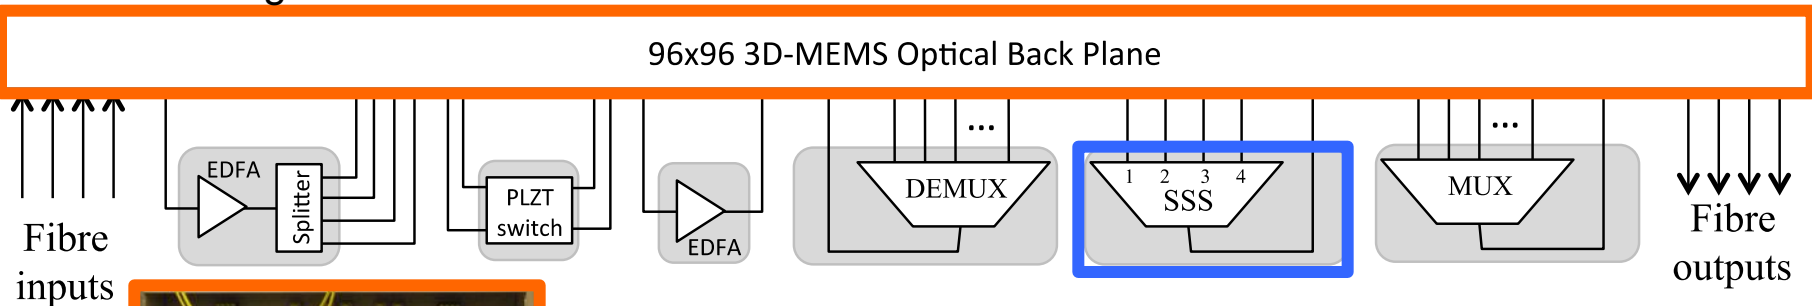 96x96 3D-MEMS Optical Back Plane
...
...
EDFA
Splitter
PLZT
switch
EDFA
DEMUX
1 2 3 4
SSS
MUX
Fibre
inputs
Fibre
outputs